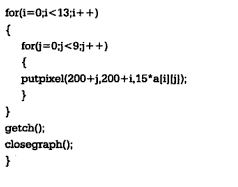 for(i=0;i<13;i++)
{
for(j=0;j<9;j++)
{
putpixel(200+j,200+i,15*a[i][j]);
}
}
getch();
closegraph();
}